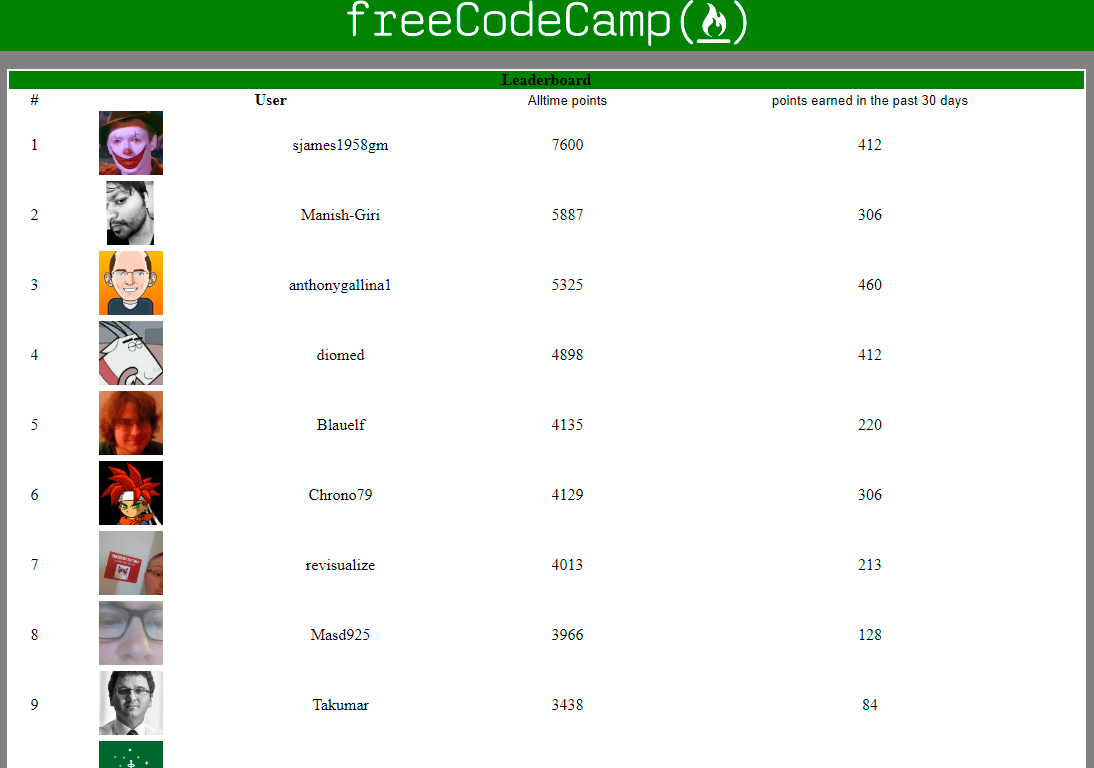 freeCodeCamp(🔥)
Leaderboard
# User Alltime points points earned in the past 30 days
1 sjames1958gm 7600 412
2 Manish-Giri 5887 306
3 anthonygallina1 5325 460
4 diomed 4898 412
5 Blauelf 4135 220
6 Chrono79 4129 306
7 revisualize 4013 213
8 Masd925 3966 128
9 Takumar 3438 84